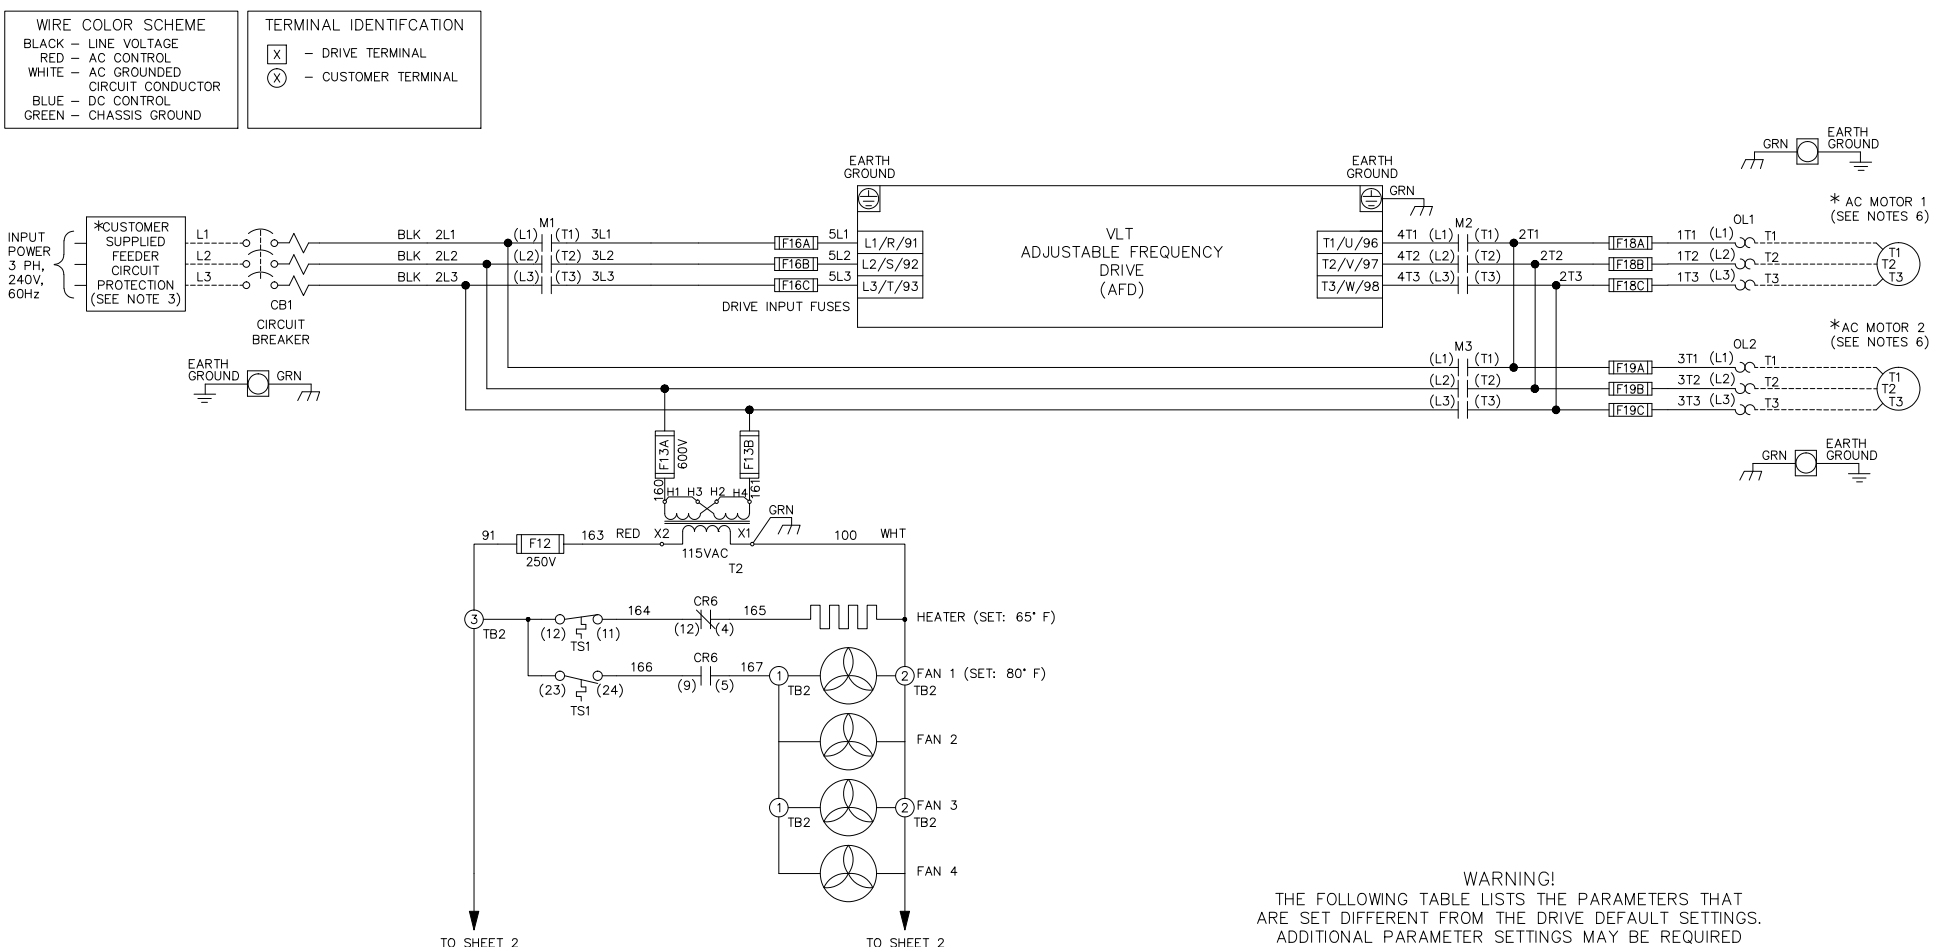 WIRE COLOR SCHEME
BLACK – LINE VOLTAGE
RED – AC CONTROL
WHITE – AC GROUNDED
CIRCUIT CONDUCTOR
BLUE – DC CONTROL
GREEN – CHASSIS GROUND
TERMINAL IDENTIFCATION
X – DRIVE TERMINAL
X – CUSTOMER TERMINAL
INPUT
POWER
3 PH,
240V,
60Hz
*CUSTOMER
SUPPLIED
FEEDER
CIRCUIT
PROTECTION
(SEE NOTE 3)
L1
L2
L3
CB1
CIRCUIT
BREAKER
EARTH
GROUND
GRN
BLK 2L1
BLK 2L2
BLK 2L3
M1
(L1) (T1) 3L1
(L2) (T2) 3L2
(L3) (T3) 3L3
F16A 5L1
F16B 5L2
F16C 5L3
DRIVE INPUT FUSES
EARTH
GROUND
L1/R/91
L2/S/92
L3/T/93
VLT
ADJUSTABLE FREQUENCY
DRIVE
(AFD)
EARTH
GROUND
GRN
T1/U/96
T2/V/97
T3/W/98
M2
4T1 (L1) (T1) 2T1
4T2 (L2) (T2) 2T2
4T3 (L3) (T3) 2T3
F18A 1T1 (L1) T1
F18B 1T2 (L2) T2
F18C 1T3 (L3) T3
OL1
GRN
EARTH
GROUND
* AC MOTOR 1
(SEE NOTES 6)
T1
T2
T3
M3
(L1) (T1)
(L2) (T2)
(L3) (T3)
F19A 3T1 (L1) T1
F19B 3T2 (L2) T2
F19C 3T3 (L3) T3
OL2
*AC MOTOR 2
(SEE NOTES 6)
T1
T2
T3
GRN
EARTH
GROUND
F13A
600V
F13B
160
161
H1 H3 H2 H4
GRN
91 F12 163 RED X2 X1 100 WHT
250V
115VAC
T2
3
TB2
(12) (11)
TS1
164
CR6
(12) (4)
165
HEATER (SET: 65° F)
(23) (24)
TS1
166
CR6
(9) (5)
167
1
TB2
2
TB2
FAN 1 (SET: 80° F)
FAN 2
1
TB2
2
TB2
FAN 3
FAN 4
TO SHEET 2
TO SHEET 2
WARNING!
THE FOLLOWING TABLE LISTS THE PARAMETERS THAT
ARE SET DIFFERENT FROM THE DRIVE DEFAULT SETTINGS.
ADDITIONAL PARAMETER SETTINGS MAY BE REQUIRED